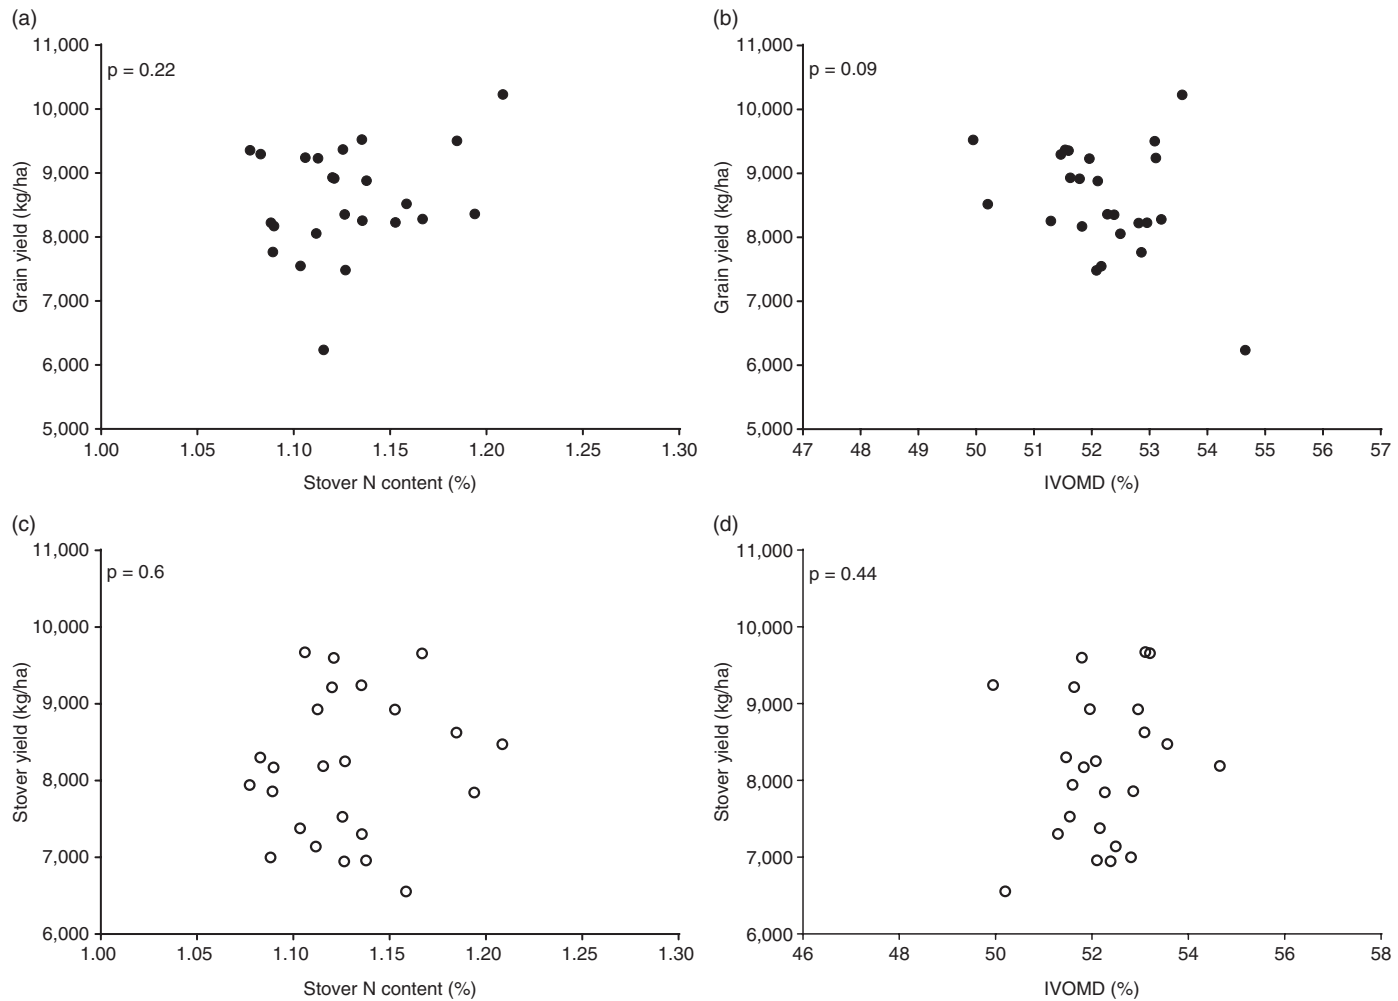 (a)
11,000
10,000
9,000
8,000
7,000
6,000
5,000
Grain yield (kg/ha)
p = 0.22
1.00 1.05 1.10 1.15 1.20 1.25 1.30
Stover N content (%)
(b)
11,000
10,000
9,000
8,000
7,000
6,000
5,000
Grain yield (kg/ha)
p = 0.09
47 48 49 50 51 52 53 54 55 56 57
IVOMD (%)
(c)
11,000
10,000
9,000
8,000
7,000
6,000
Stover yield (kg/ha)
p = 0.6
1.00 1.05 1.10 1.15 1.20 1.25 1.30
Stover N content (%)
(d)
11,000
10,000
9,000
8,000
7,000
6,000
Stover yield (kg/ha)
p = 0.44
46 48 50 52 54 56 58
IVOMD (%)